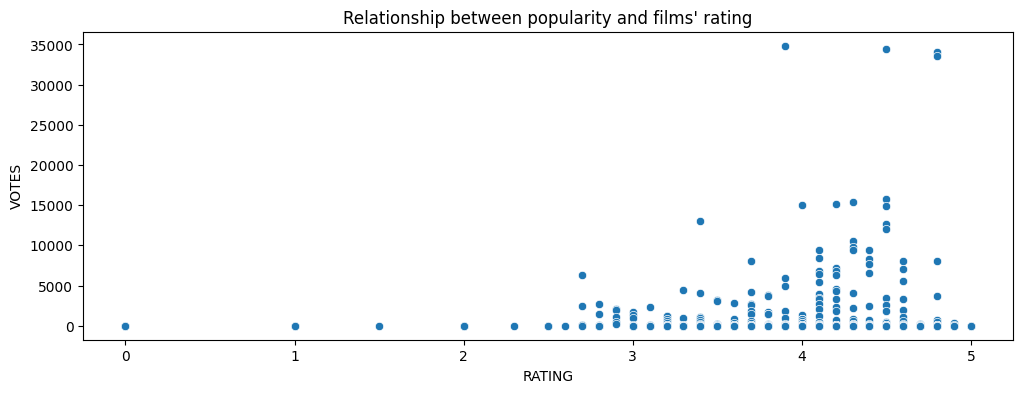 Relationship between popularity and films' rating
VOTES
35000
30000
25000
20000
15000
10000
5000
0
0 1 2 3 4 5
RATING